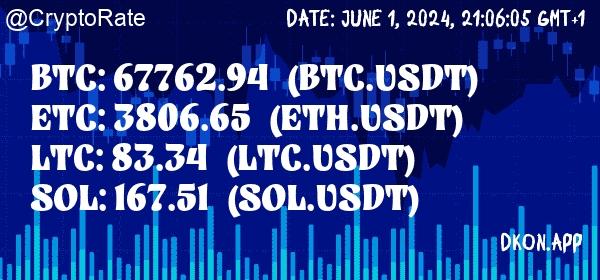 @CryptoRate
DATE: JUNE 1, 2024, 21:06:05 GMT+1
BTC: 67762.94 (BTC.USDT)
ETC: 3806.65 (ETH.USDT)
LTC: 83.34 (LTC.USDT)
SOL: 167.51 (SOL.USDT)
DKON.APP